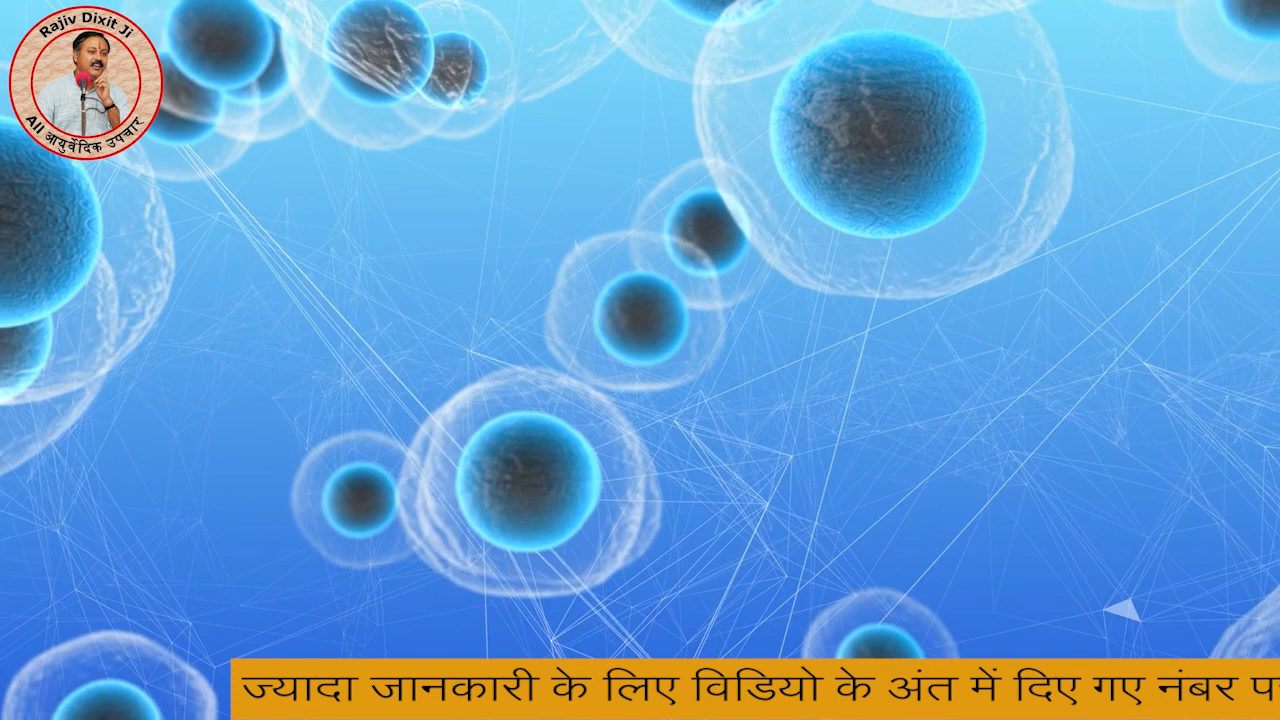 Rajiv Dixit Ji
All आयुर्वेदिक उपचार
ज्यादा जानकारी के लिए विडियो के अंत में दिए गए नंबर